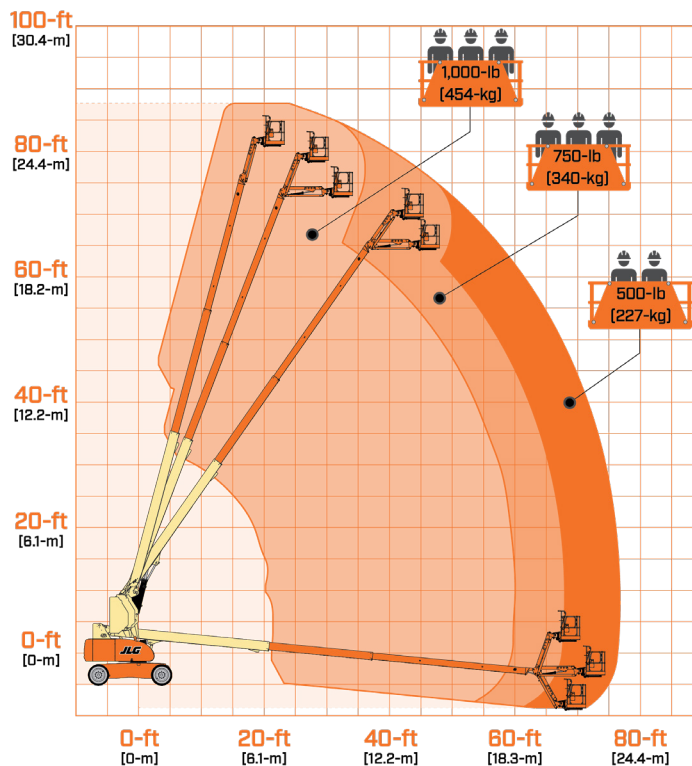 100-ft
[30.4-m]
1,000-lb
(454-kg)
80-ft
[24.4-m]
750-lb
(340-kg)
60-ft
[18.2-m]
500-lb
(227-kg)
40-ft
[12.2-m]
20-ft
[6.1-m]
0-ft
[0-m]
JLG
0-ft
[0-m]
20-ft
[6.1-m]
40-ft
[12.2-m]
60-ft
[18.3-m]
80-ft
[24.4-m]